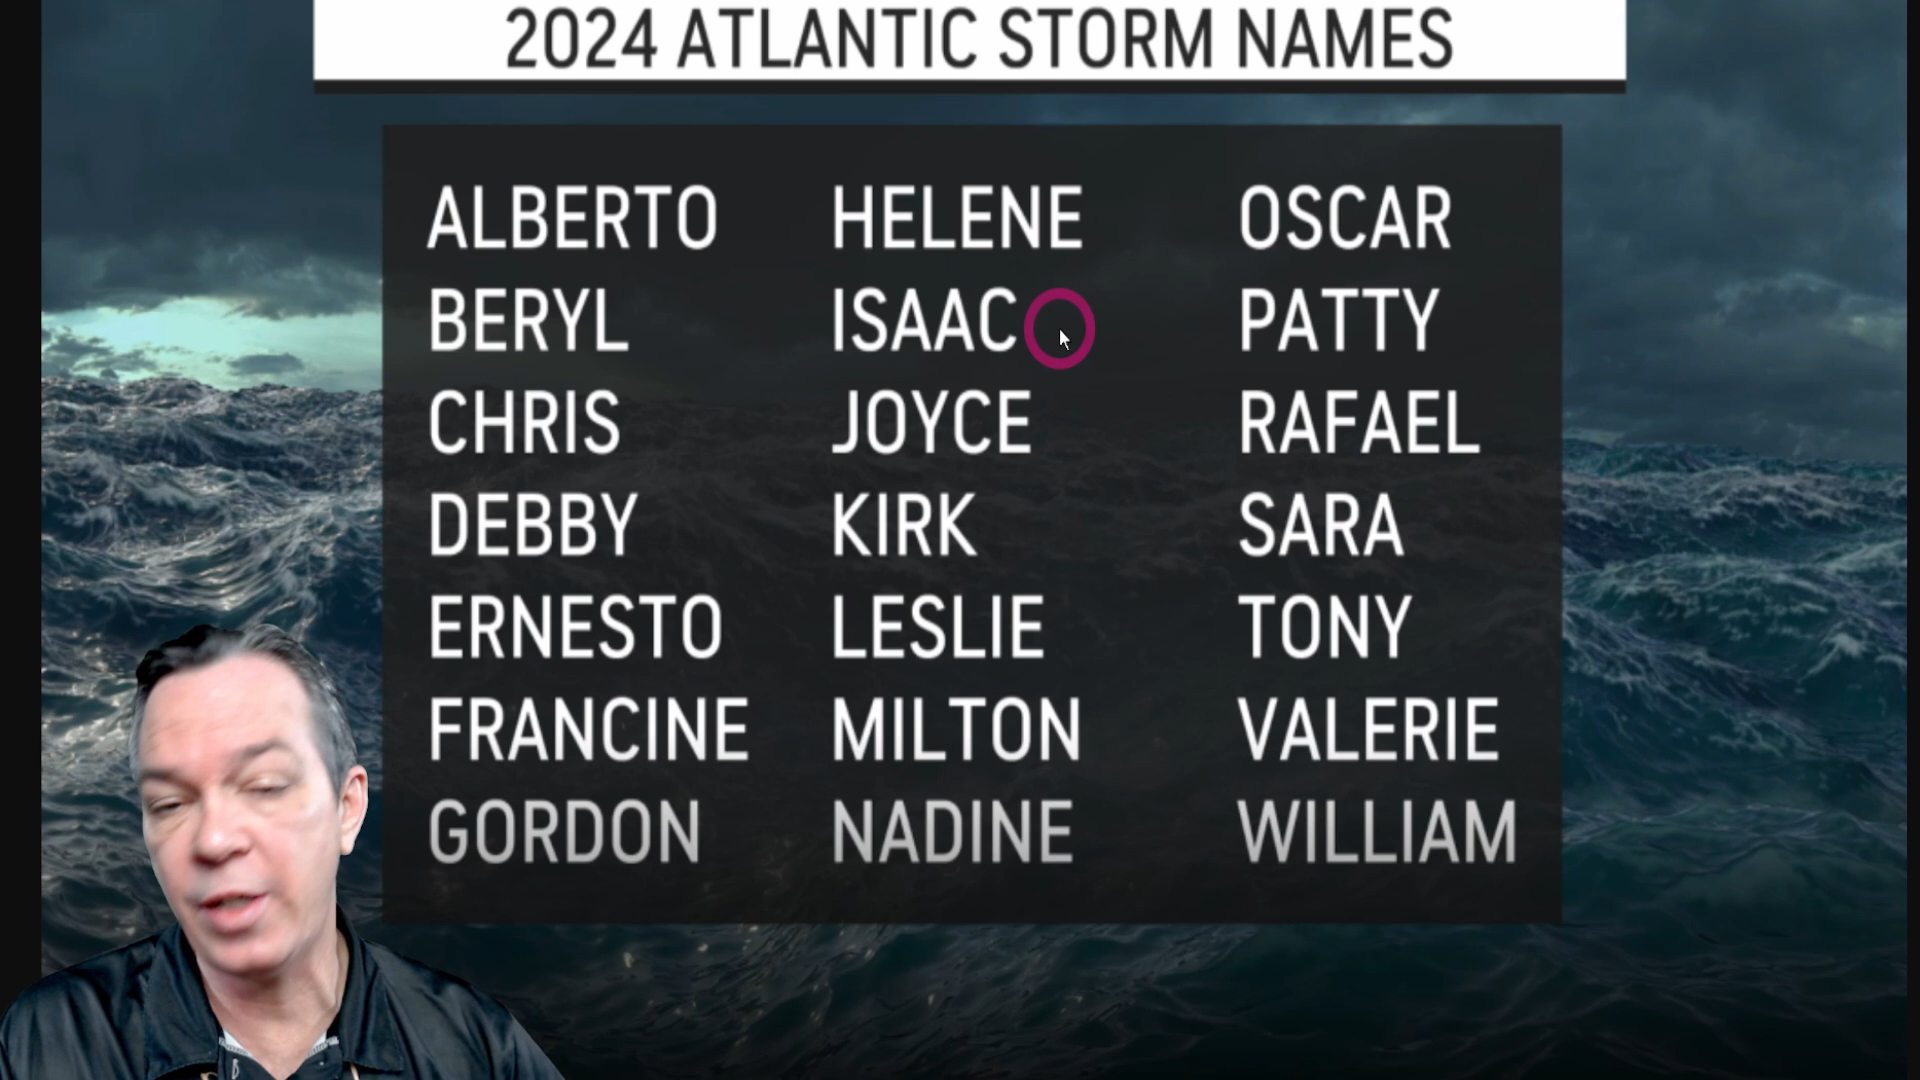 2024 ATLANTIC STORM NAMES
ALBERTO
BERYL
CHRIS
DEBBY
ERNESTO
FRANCINE
GORDON
HELENE
ISAAC
JOYCE
KIRK
LESLIE
MILTON
NADINE
OSCAR
PATTY
RAFAEL
SARA
TONY
VALERIE
WILLIAM